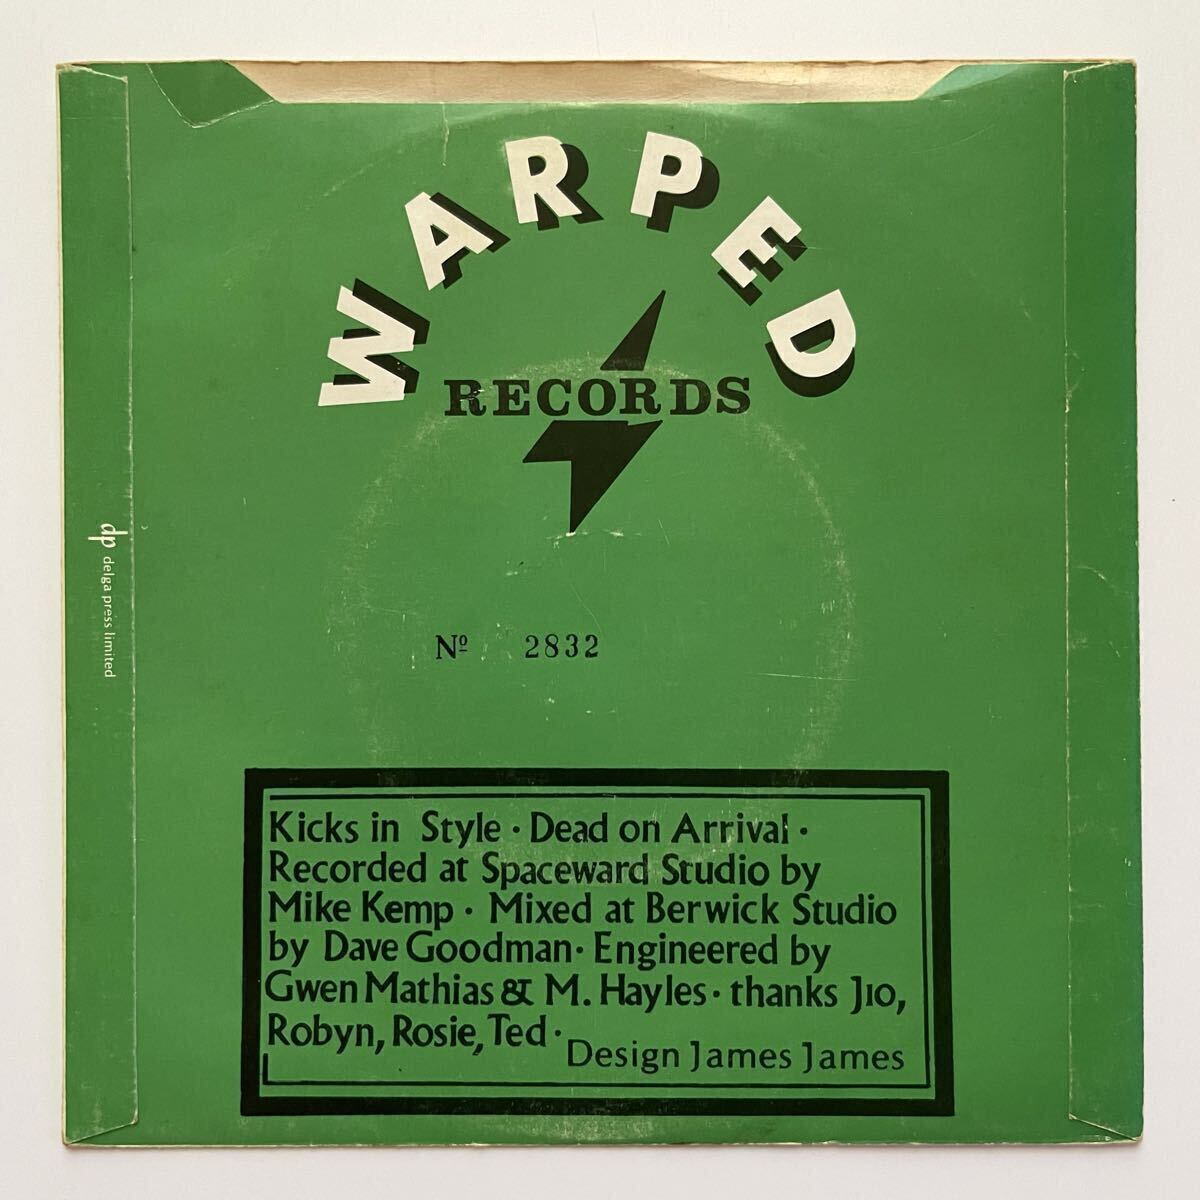 WARPED
RECORDS
Nº 2832
dp delga press limited
Kicks in Style · Dead on Arrival ·
Recorded at Spaceward Studio by
Mike Kemp · Mixed at Berwick Studio
by Dave Goodman · Engineered by
Gwen Mathias & M. Hayles · thanks J10,
Robyn, Rosie, Ted ·
Design James James